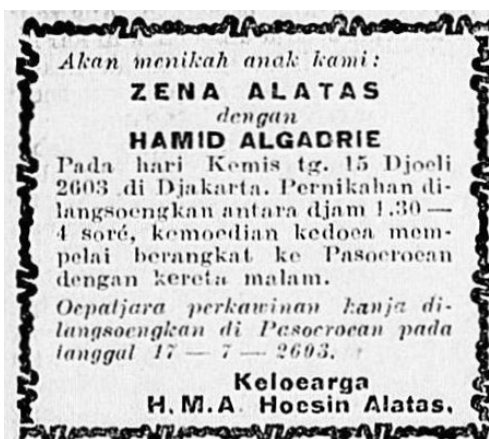 Akan menikah anak kami:
ZENA ALATAS
dengan
HAMID ALGADRIE
Pada hari Kemis tg. 15 Djoeli
2603 di Djakarta. Pernikahan di-
langsoengkan antara djam 1.30 —
4 soré, kemoedian kedoea mem-
pelai berangkat ke Pasoeroean
dengan kereta malam.
Oepatjara perkawinan hanja di-
langsoengkan di Pasoeroean pada
tanggal 17 — 7 — 2603.
Keloearga
H. M. A. Hoesin Alatas.